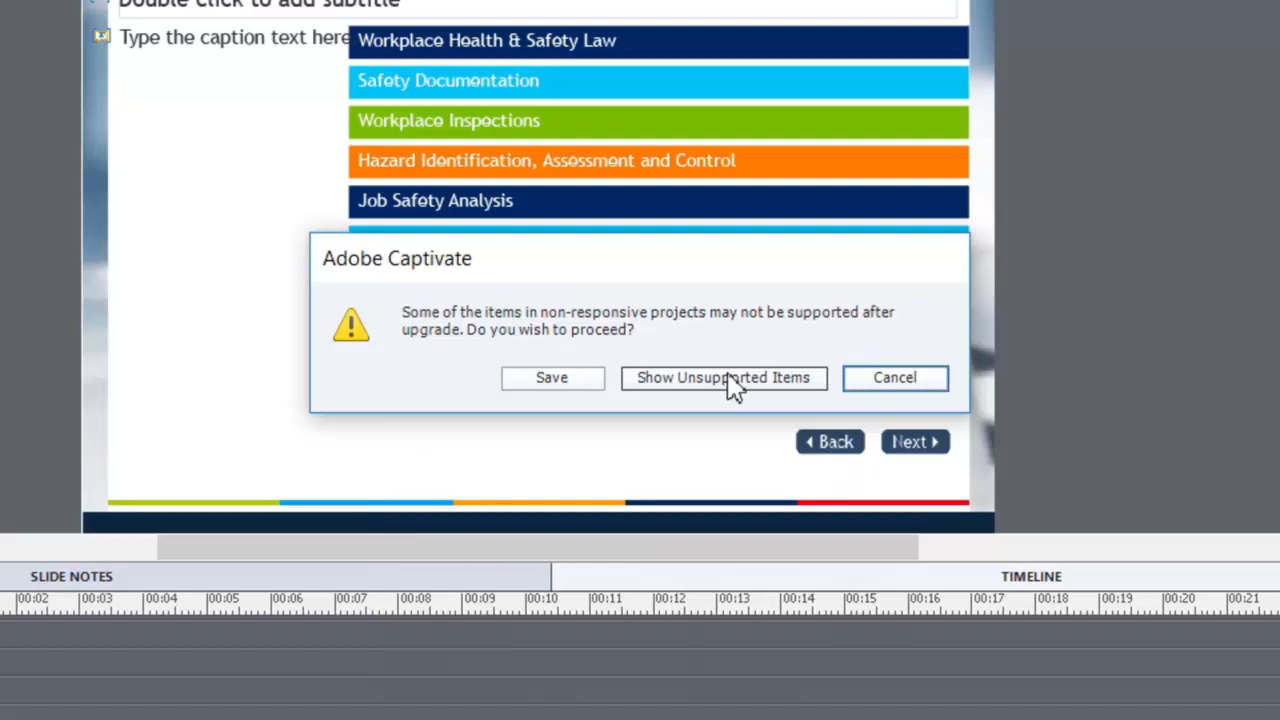 Double click to add subtitle
Type the caption text here
Workplace Health & Safety Law
Safety Documentation
Workplace Inspections
Hazard Identification, Assessment and Control
Job Safety Analysis
Adobe Captivate
Some of the items in non-responsive projects may not be supported after
upgrade. Do you wish to proceed?
Save Show Unsupported Items Cancel
Back Next
SLIDE NOTES TIMELINE
00:02 00:03 00:04 00:05 00:06 00:07 00:08 00:09 00:10 00:11 00:12 00:13 00:14 00:15 00:16 00:17 00:18 00:19 00:20 00:21